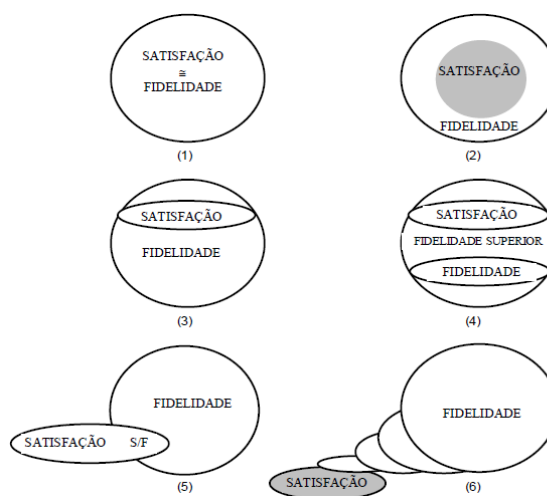 SATISFAÇÃO
≅
FIDELIDADE
(1)
SATISFAÇÃO
FIDELIDADE
(2)
SATISFAÇÃO
FIDELIDADE
(3)
SATISFAÇÃO
FIDELIDADE SUPERIOR
FIDELIDADE
(4)
FIDELIDADE
SATISFAÇÃO S/F
(5)
FIDELIDADE
SATISFAÇÃO
(6)